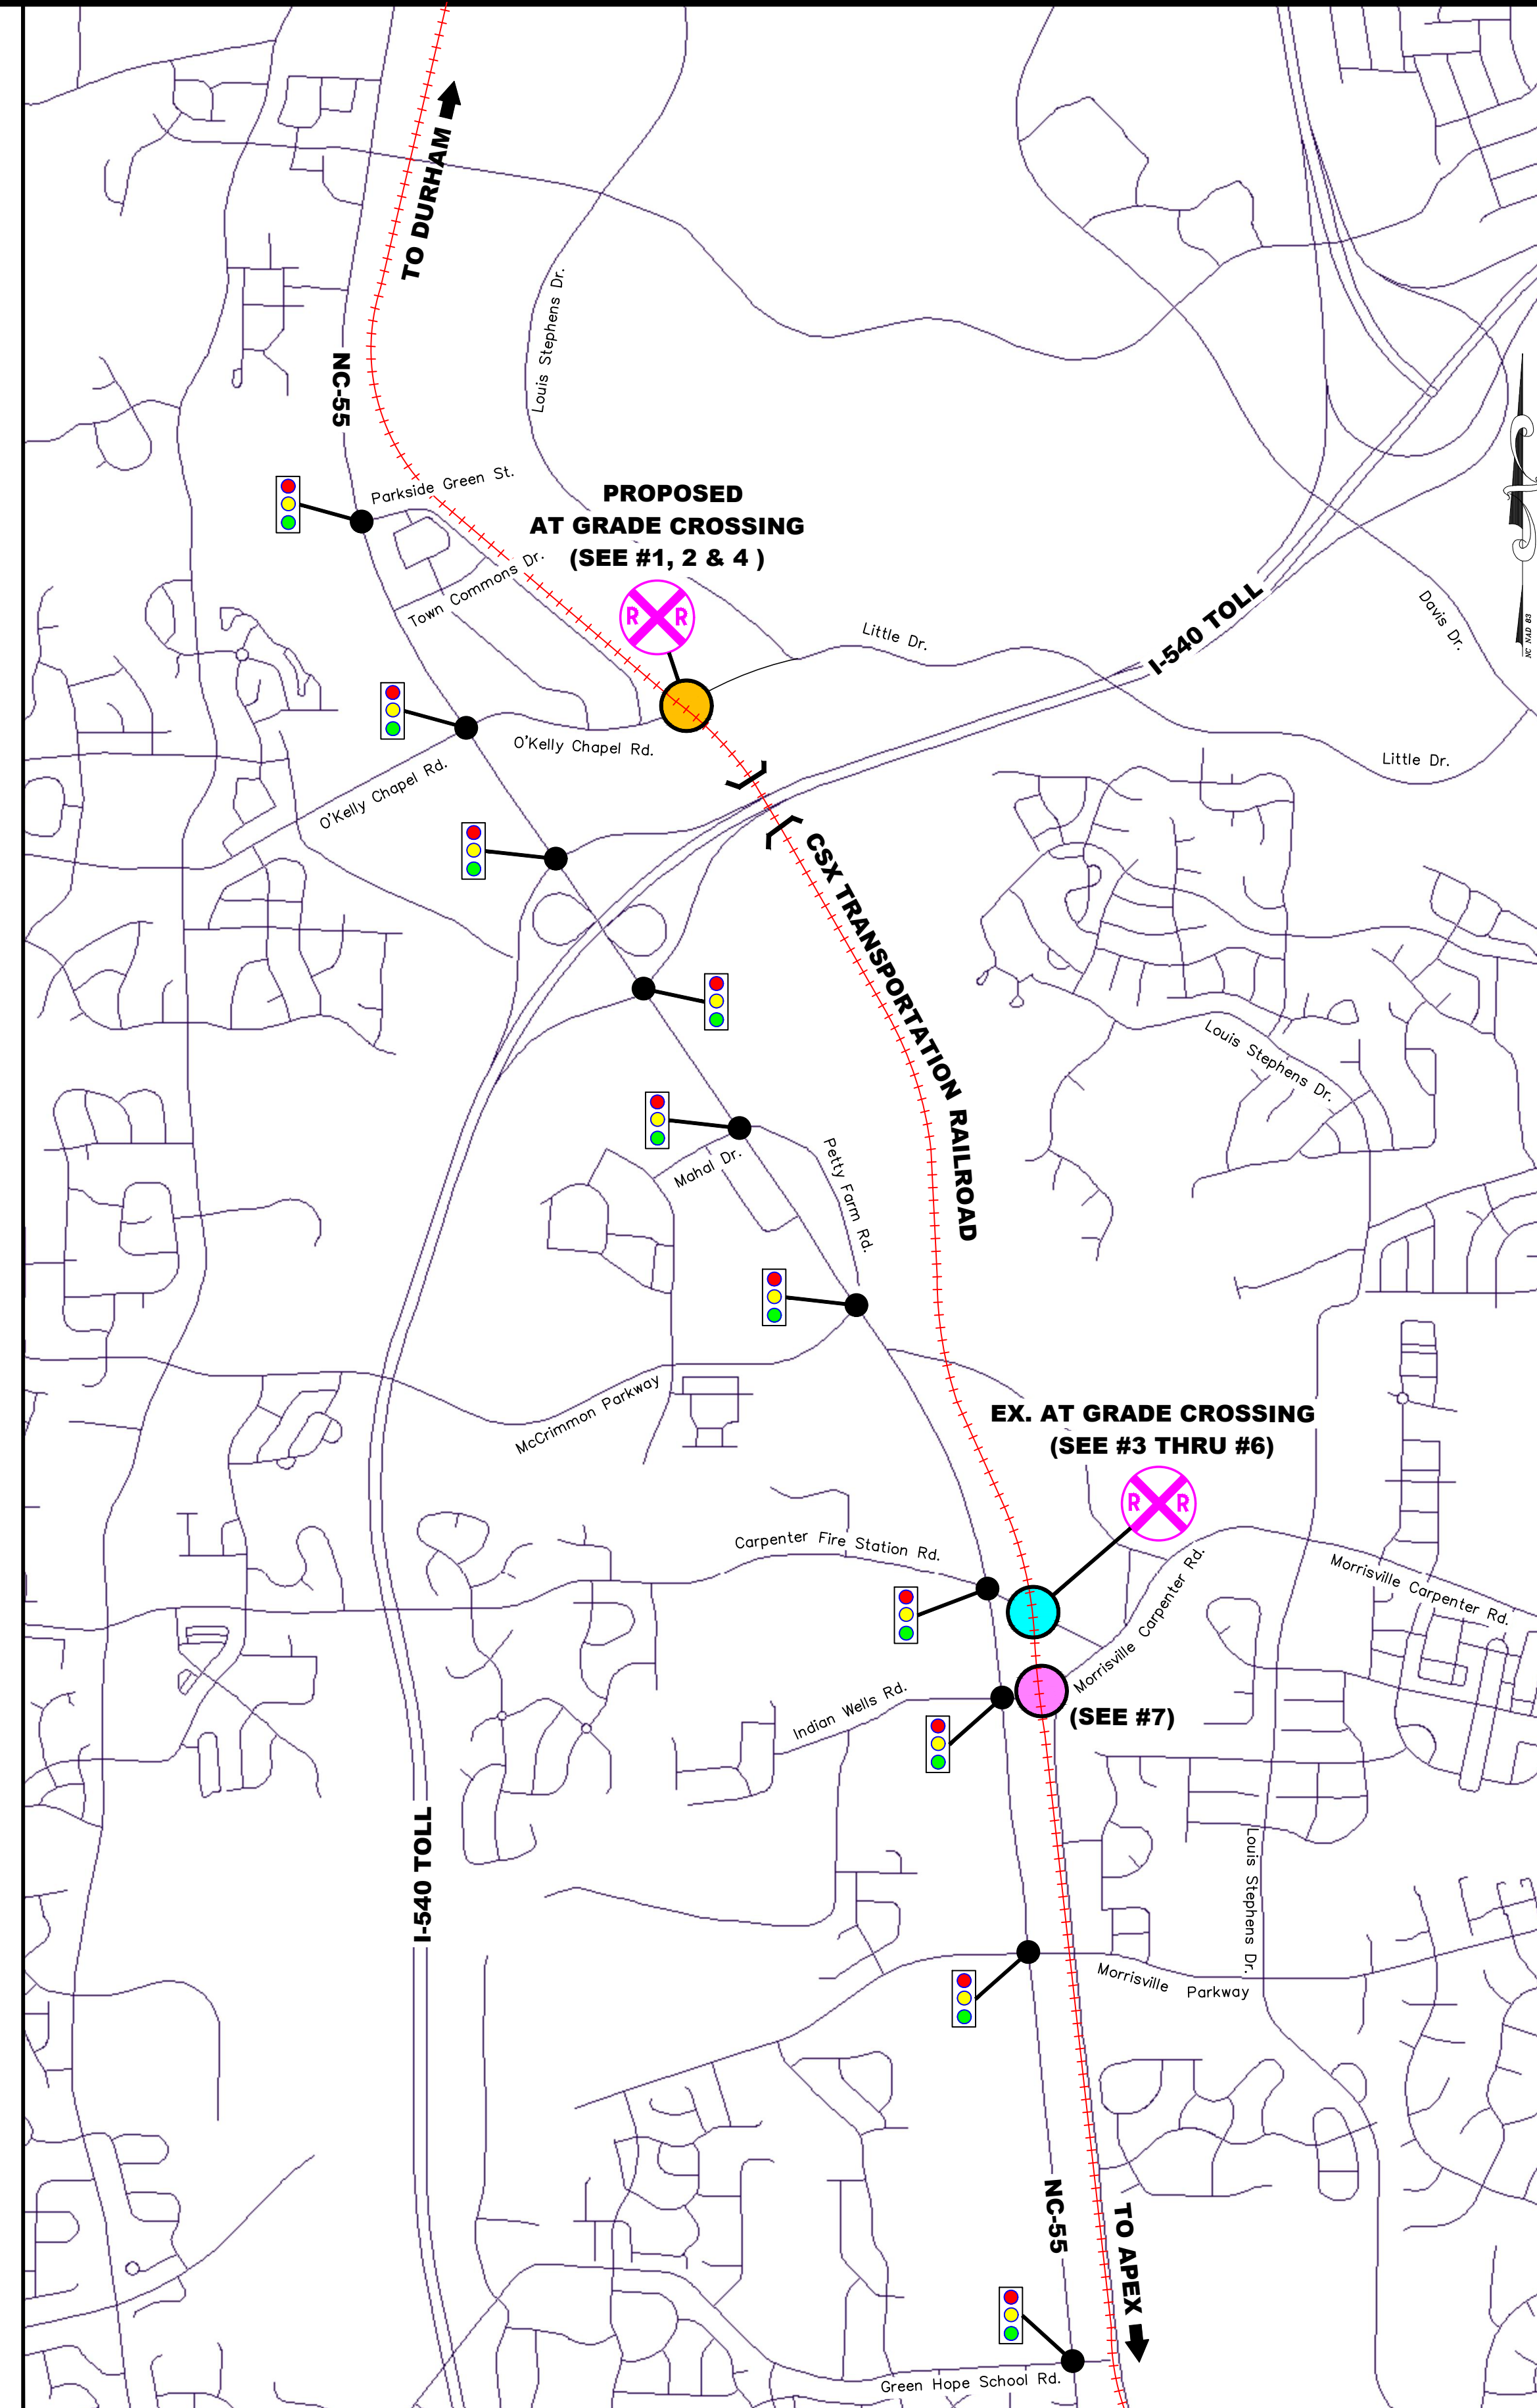 TO DURHAM
Louis Stephens Dr.
NC-55
Parkside Green St.
PROPOSED
AT GRADE CROSSING
(SEE #1, 2 & 4 )
R R
Town Commons Dr.
Little Dr.
I-540 TOLL
Davis Dr.
NC NAD 83
O'Kelly Chapel Rd.
O'Kelly Chapel Rd.
Little Dr.
CSX TRANSPORTATION RAILROAD
Louis Stephens Dr.
Mahal Dr.
Petty Farm Rd.
McCrimmon Parkway
EX. AT GRADE CROSSING
(SEE #3 THRU #6)
R R
Carpenter Fire Station Rd.
Morrisville Carpenter Rd.
Morrisville Carpenter Rd.
Indian Wells Rd.
(SEE #7)
I-540 TOLL
Louis Stephens Dr.
Morrisville Parkway
NC-55
TO APEX
Green Hope School Rd.